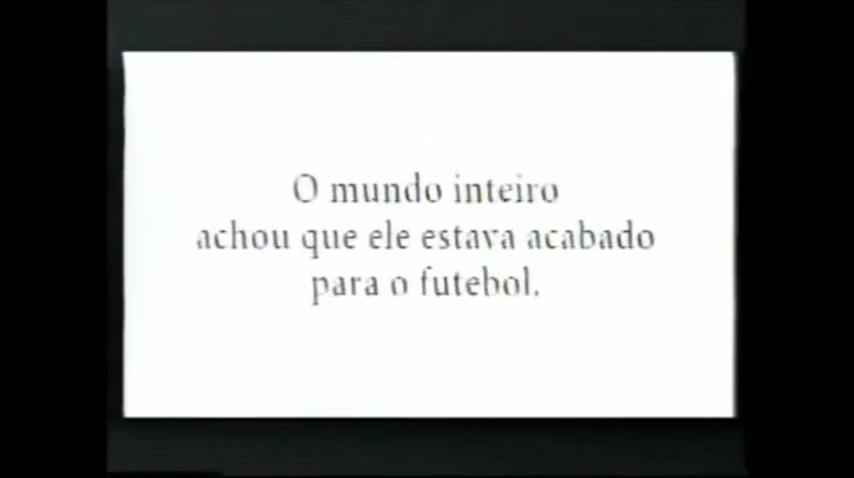 O mundo inteiro
achou que ele estava acabado
para o futebol.